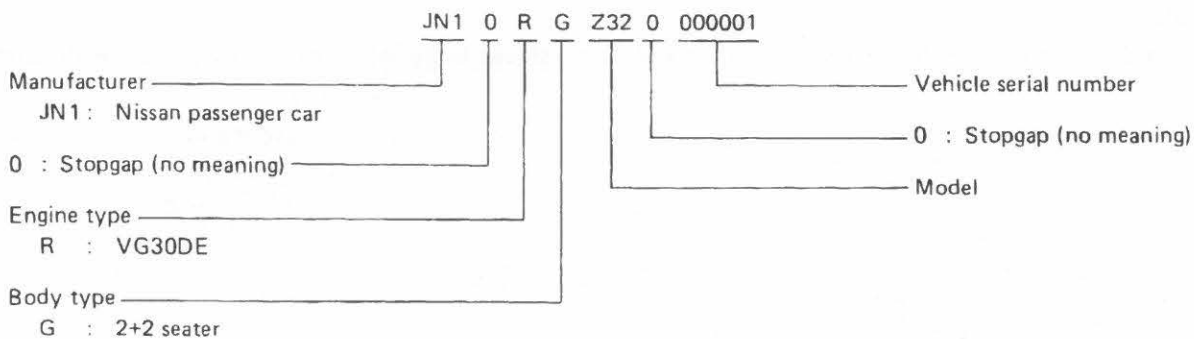 JN1 0 R G Z32 0 000001
Manufacturer
JN1 : Nissan passenger car
0 : Stopgap (no meaning)
Engine type
R : VG30DE
Body type
G : 2+2 seater
Vehicle serial number
0 : Stopgap (no meaning)
Model